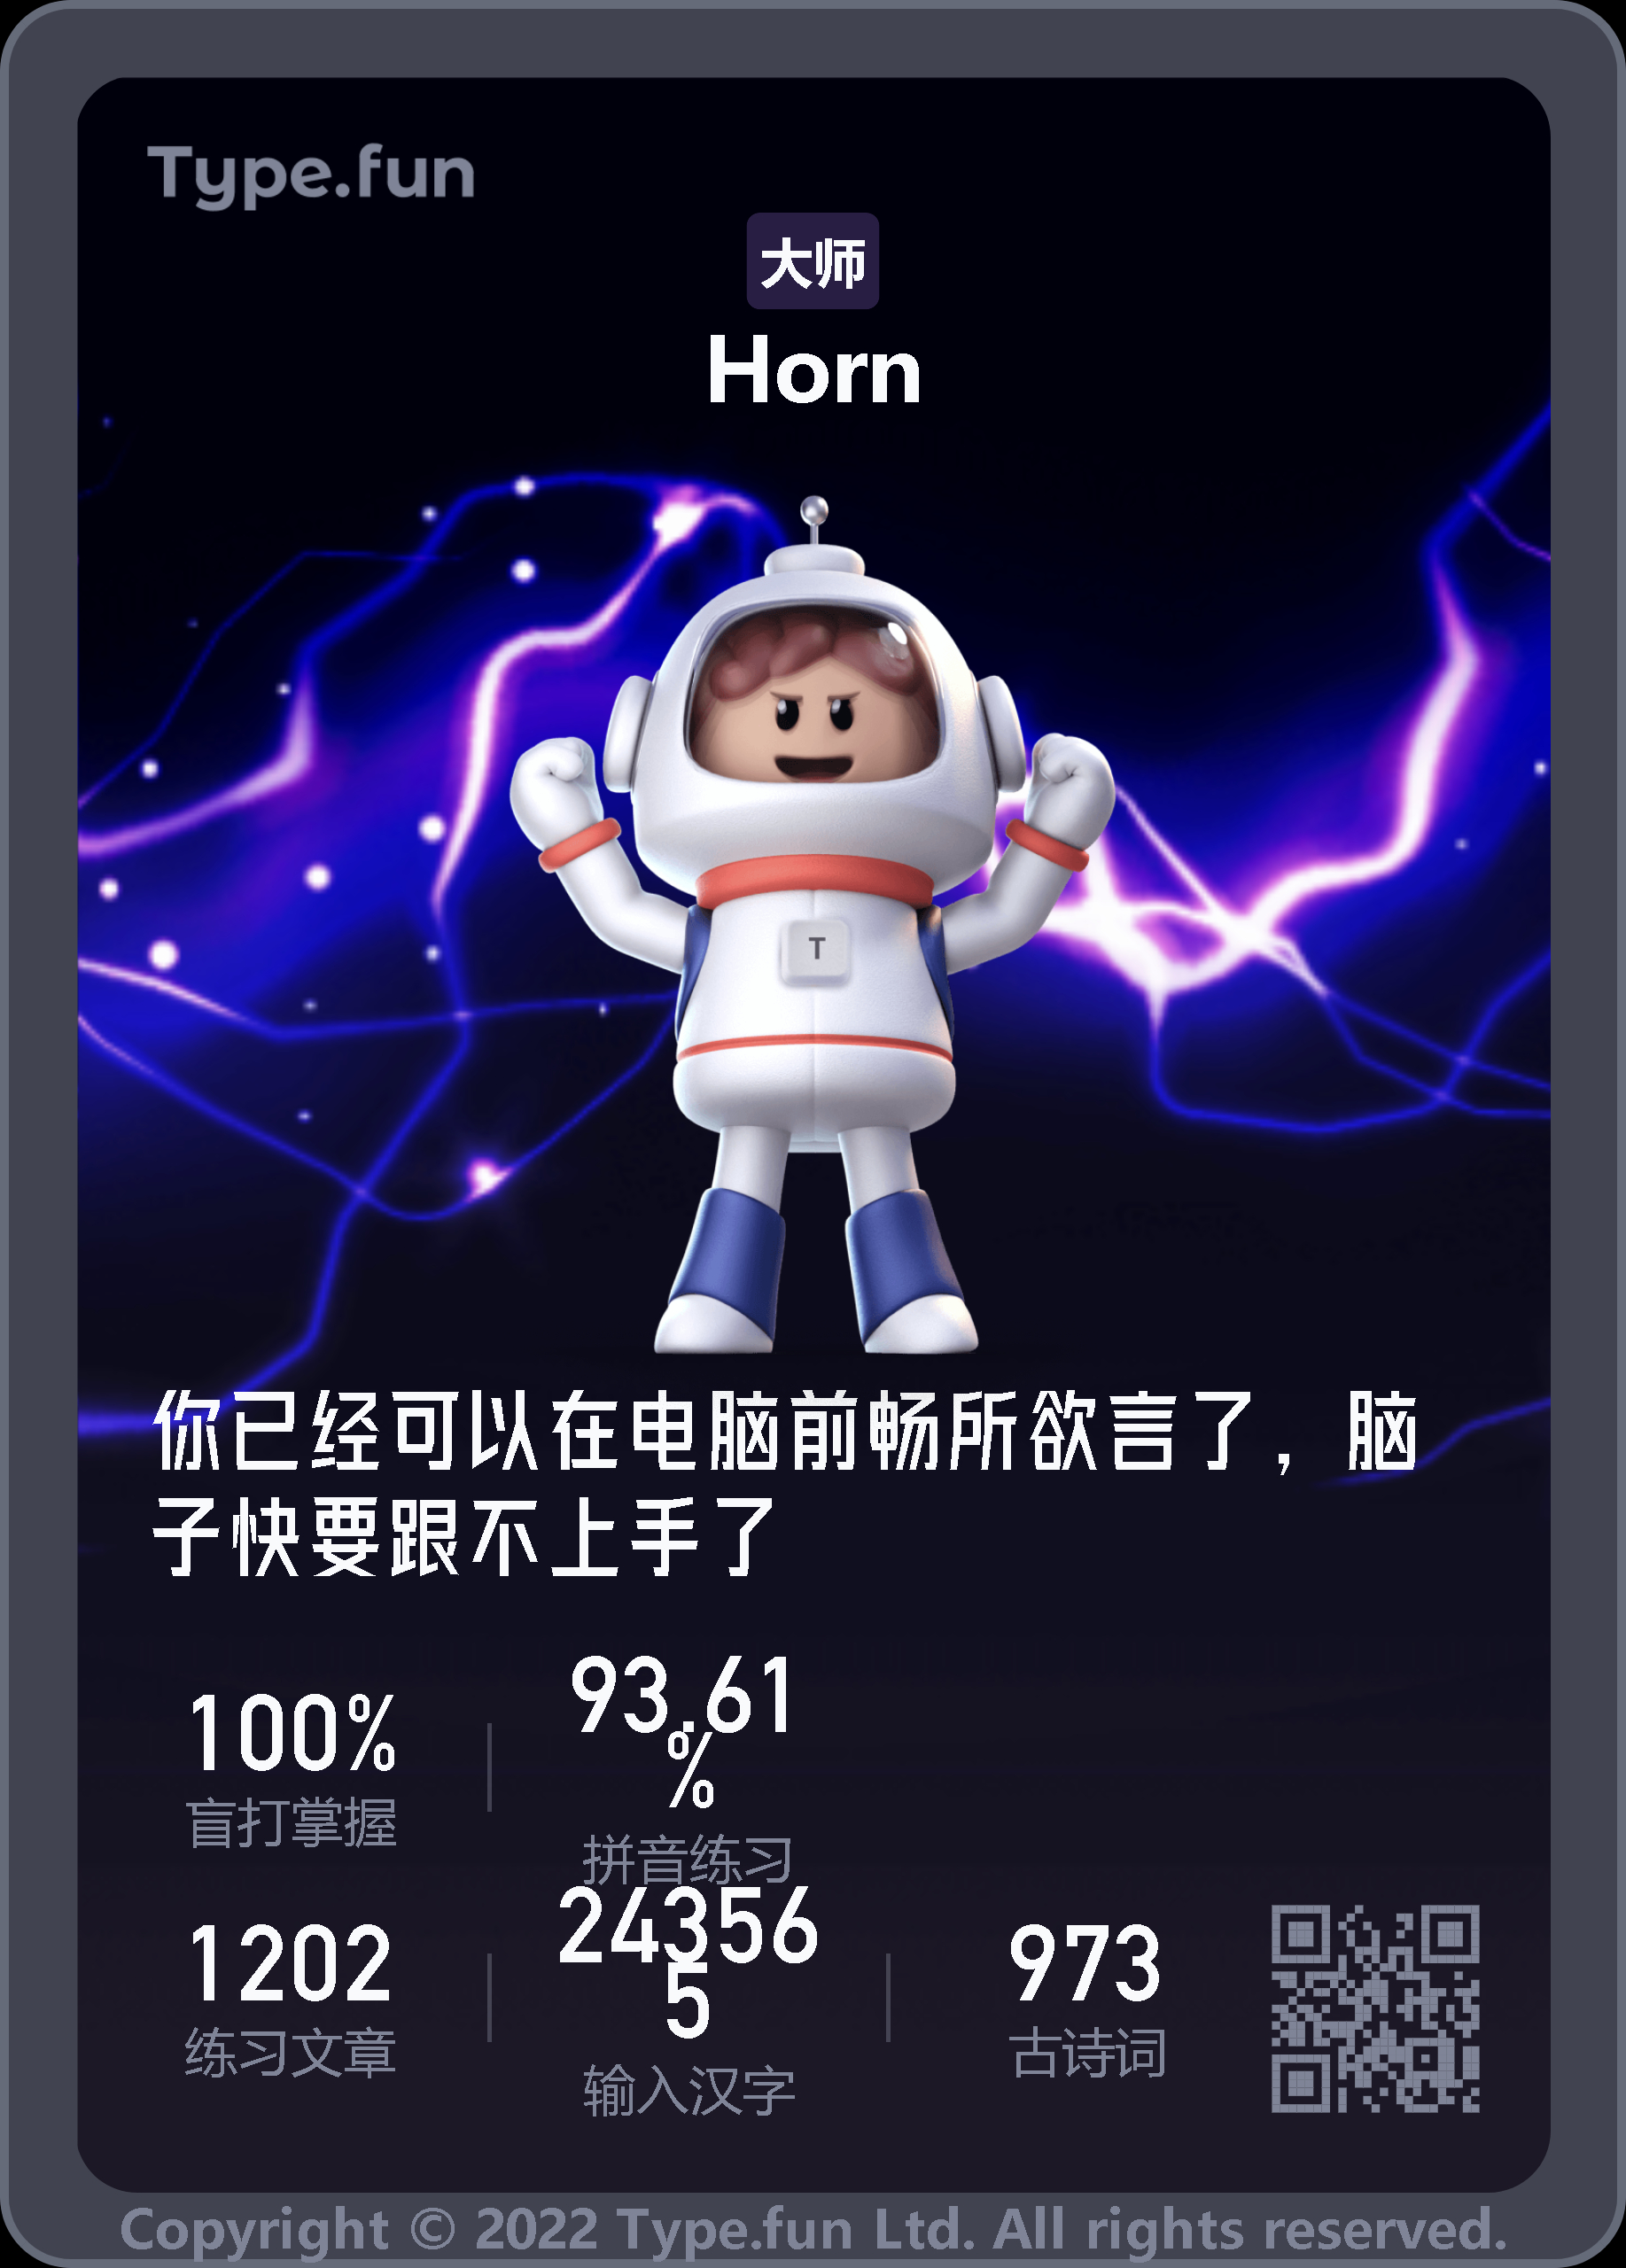 Type.fun
大师
Horn
T
你已经可以在电脑前畅所欲言了，脑
子快要跟不上手了
100%
盲打掌握
93.61
%
拼音练习
1202
练习文章
24356
5
输入汉字
973
古诗词
Copyright © 2022 Type.fun Ltd. All rights reserved.